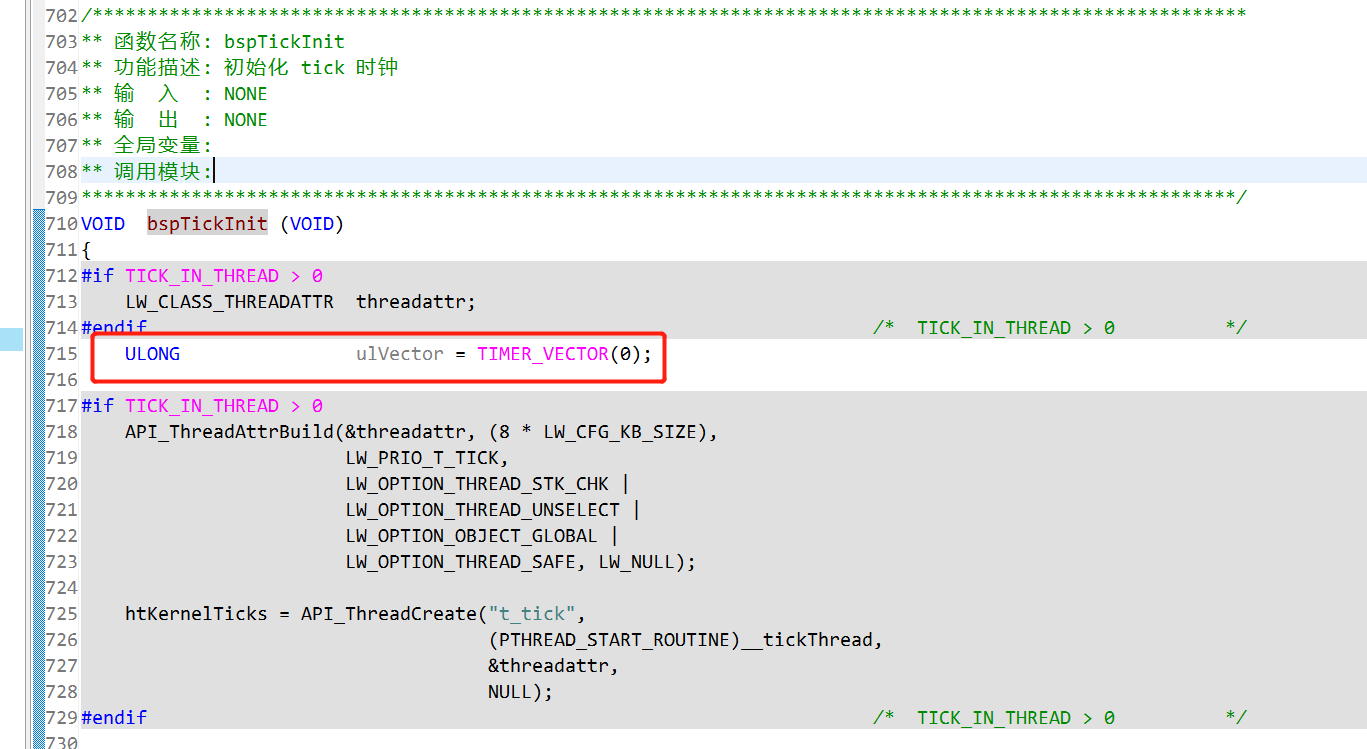 702 /*********************************************************************************************************
703 ** 函数名称: bspTickInit
704 ** 功能描述: 初始化 tick 时钟
705 ** 输  入  : NONE
706 ** 输  出  : NONE
707 ** 全局变量:
708 ** 调用模块:
709 *********************************************************************************************************/
710 VOID  bspTickInit (VOID)
711 {
712 #if TICK_IN_THREAD > 0
713     LW_CLASS_THREADATTR  threadattr;
714 #endif                                                                  /*  TICK_IN_THREAD > 0          */
715     ULONG                ulVector = TIMER_VECTOR(0);
716
717 #if TICK_IN_THREAD > 0
718     API_ThreadAttrBuild(&threadattr, (8 * LW_CFG_KB_SIZE),
719                         LW_PRIO_T_TICK,
720                         LW_OPTION_THREAD_STK_CHK |
721                         LW_OPTION_THREAD_UNSELECT |
722                         LW_OPTION_OBJECT_GLOBAL |
723                         LW_OPTION_THREAD_SAFE, LW_NULL);
724
725     htKernelTicks = API_ThreadCreate("t_tick",
726                                      (PTHREAD_START_ROUTINE)__tickThread,
727                                      &threadattr,
728                                      NULL);
729 #endif                                                                  /*  TICK_IN_THREAD > 0          */
730